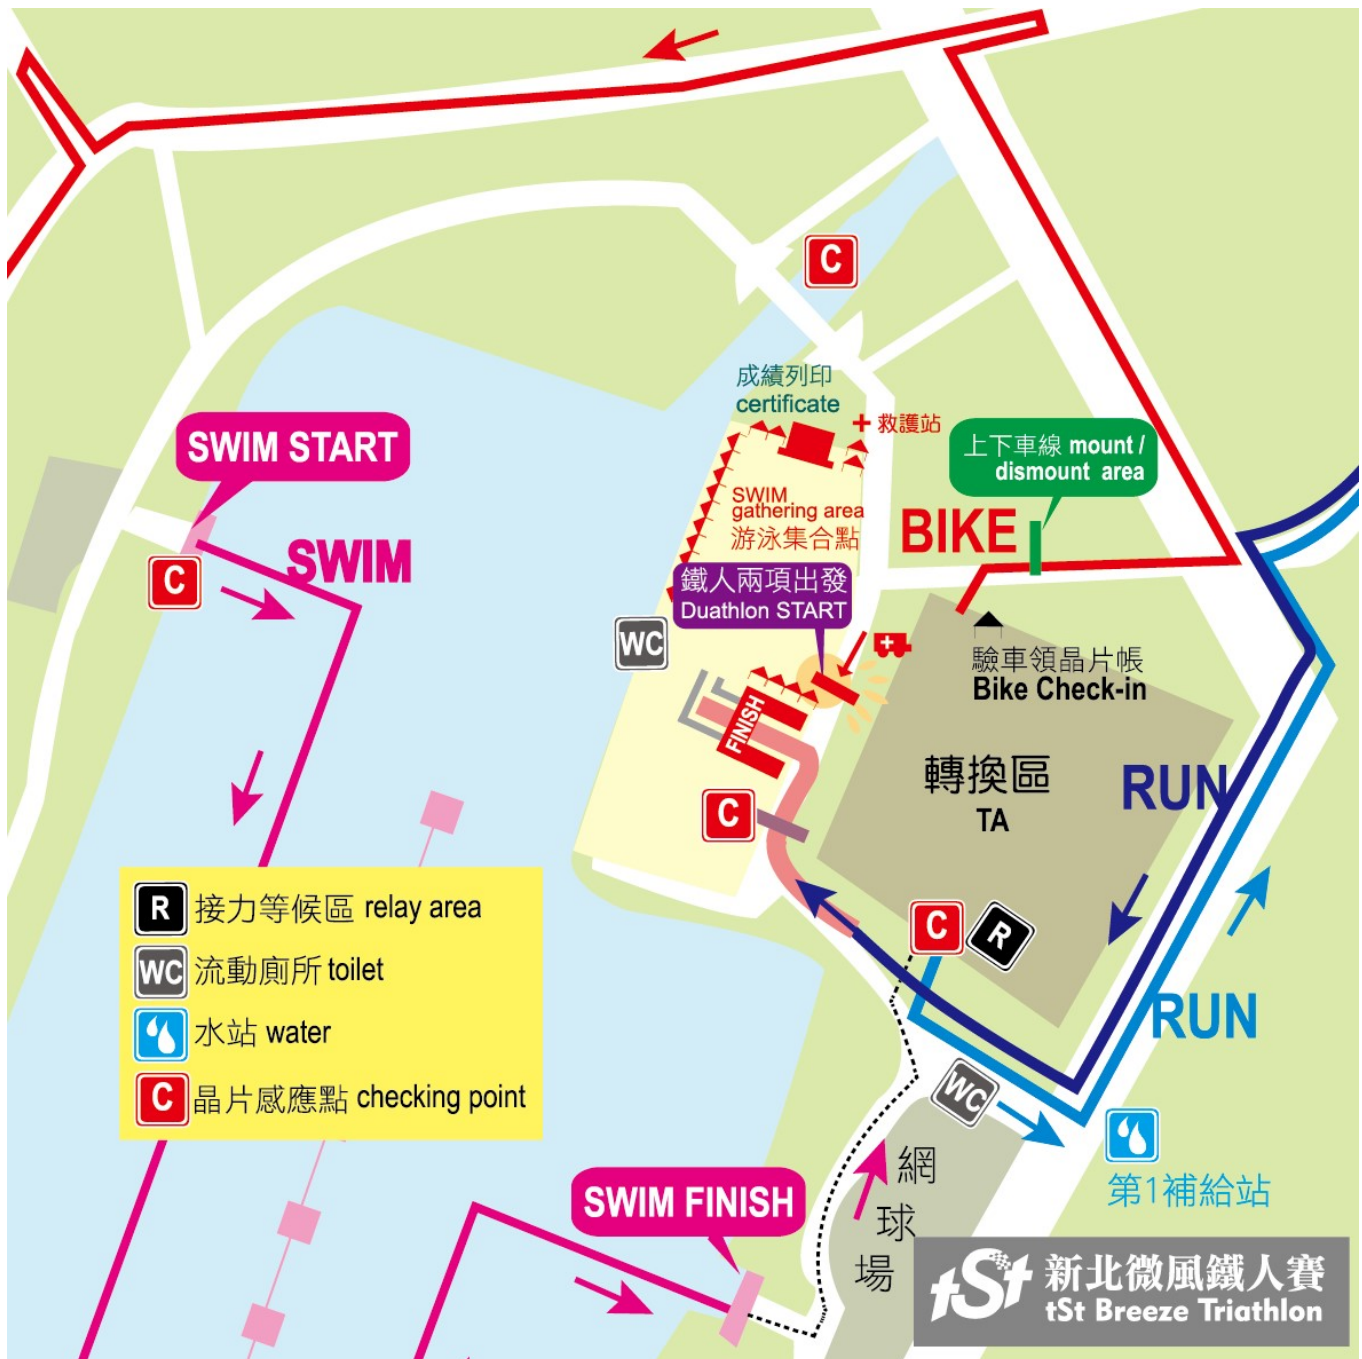 C
成績列印
certificate
救護站
SWIM START
上下車線 mount /
dismount area
SWIM
gathering area
游泳集合點
BIKE
SWIM
C
鐵人兩項出發
Duathlon START
WC
驗車領晶片帳
Bike Check-in
FINISH
轉換區
TA
RUN
C
R 接力等候區 relay area
WC 流動廁所 toilet
水站 water
C 晶片感應點 checking point
C
R
RUN
WC
第1補給站
SWIM FINISH
網
球
場
tSt 新北微風鐵人賽
tSt Breeze Triathlon